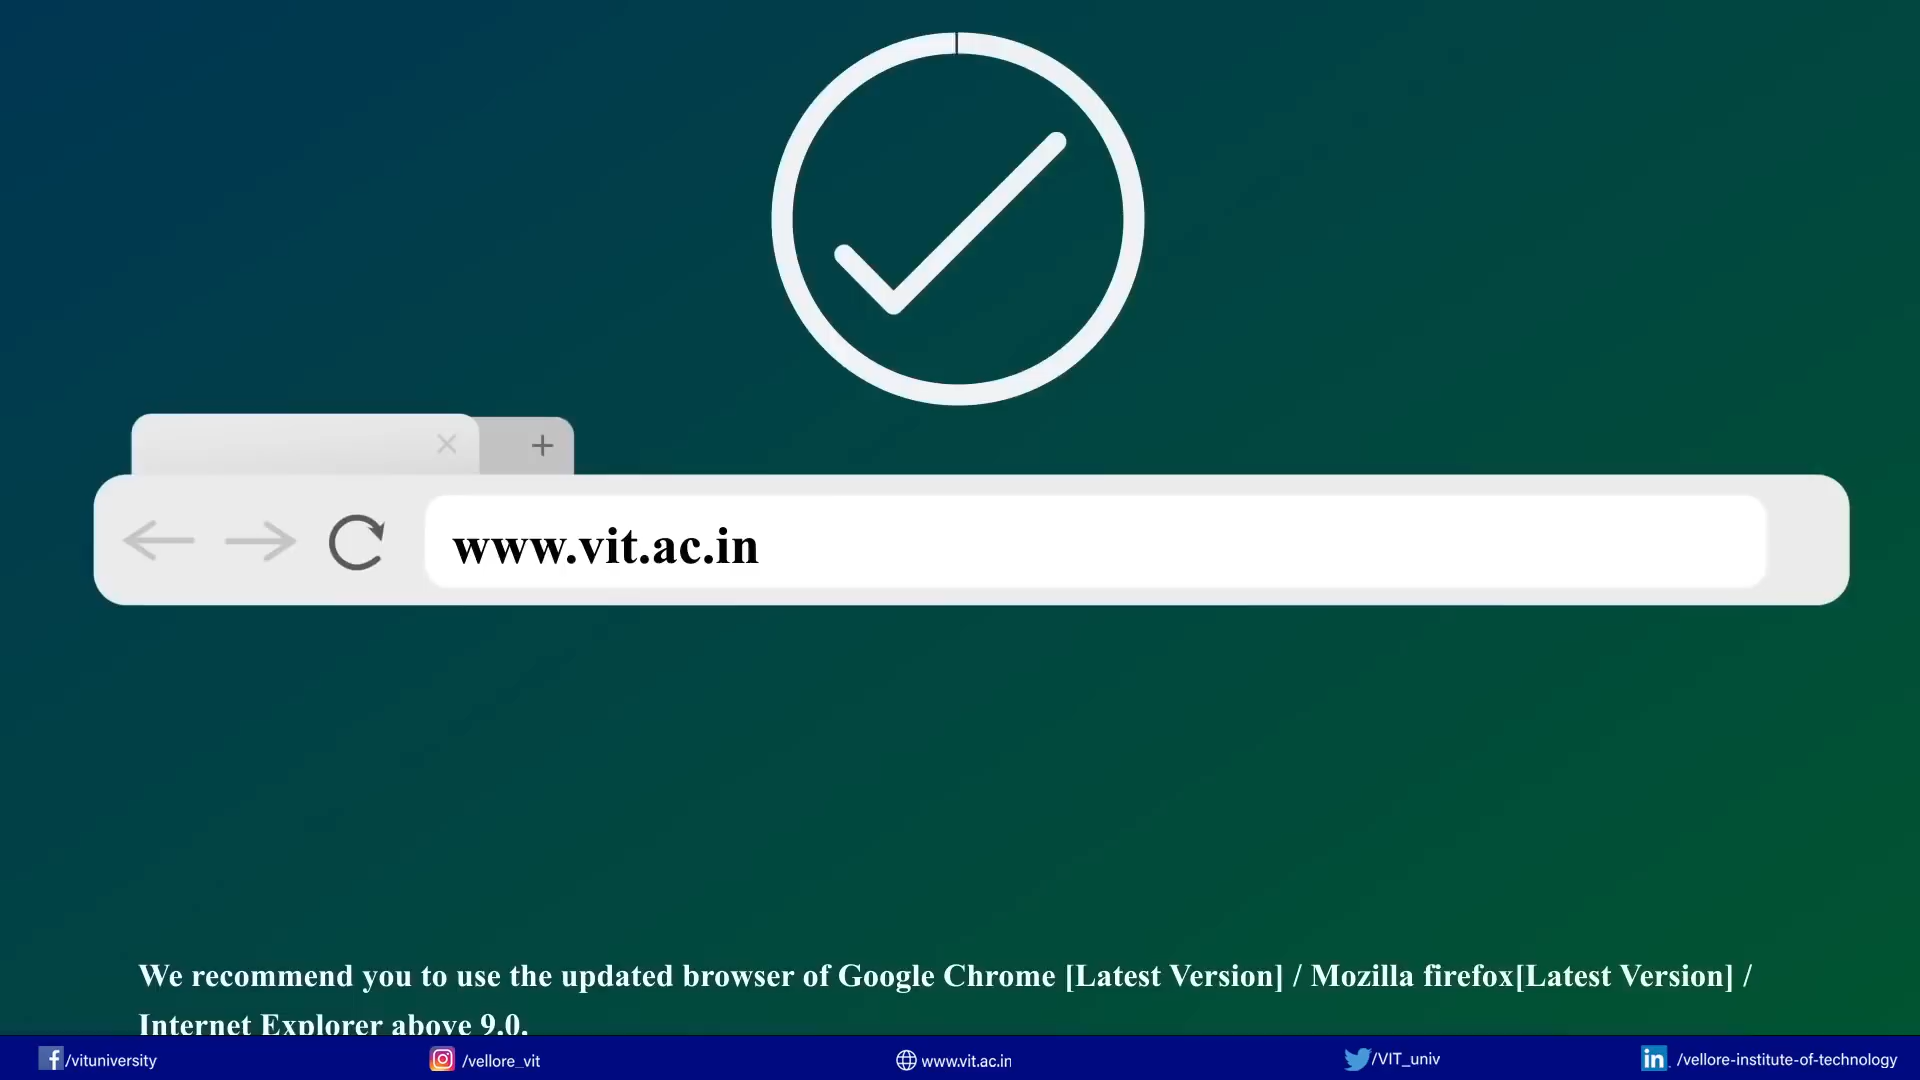 www.vit.ac.in
We recommend you to use the updated browser of Google Chrome [Latest Version] / Mozilla firefox[Latest Version] /
Internet Explorer above 9.0.
/vituniversity
/vellore_vit
www.vit.ac.in
/VIT_univ
/vellore-institute-of-technology